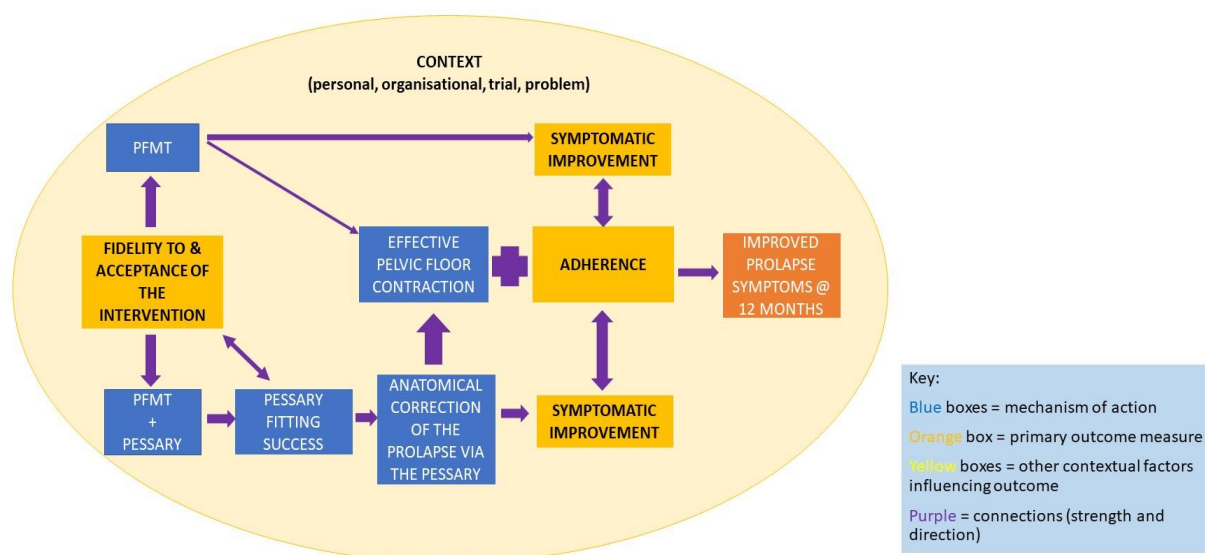 CONTEXT
(personal, organisational, trial, problem)
PFMT
SYMPTOMATIC
IMPROVEMENT
FIDELITY TO &
ACCEPTANCE OF
THE
INTERVENTION
EFFECTIVE
PELVIC FLOOR
CONTRACTION
ADHERENCE
IMPROVED
PROLAPSE
SYMPTOMS @
12 MONTHS
PFMT
+
PESSARY
PESSARY
FITTING
SUCCESS
ANATOMICAL
CORRECTION
OF THE
PROLAPSE VIA
THE PESSARY
SYMPTOMATIC
IMPROVEMENT
Key:
Blue boxes = mechanism of action
Orange box = primary outcome measure
Yellow boxes = other contextual factors
influencing outcome
Purple = connections (strength and
direction)